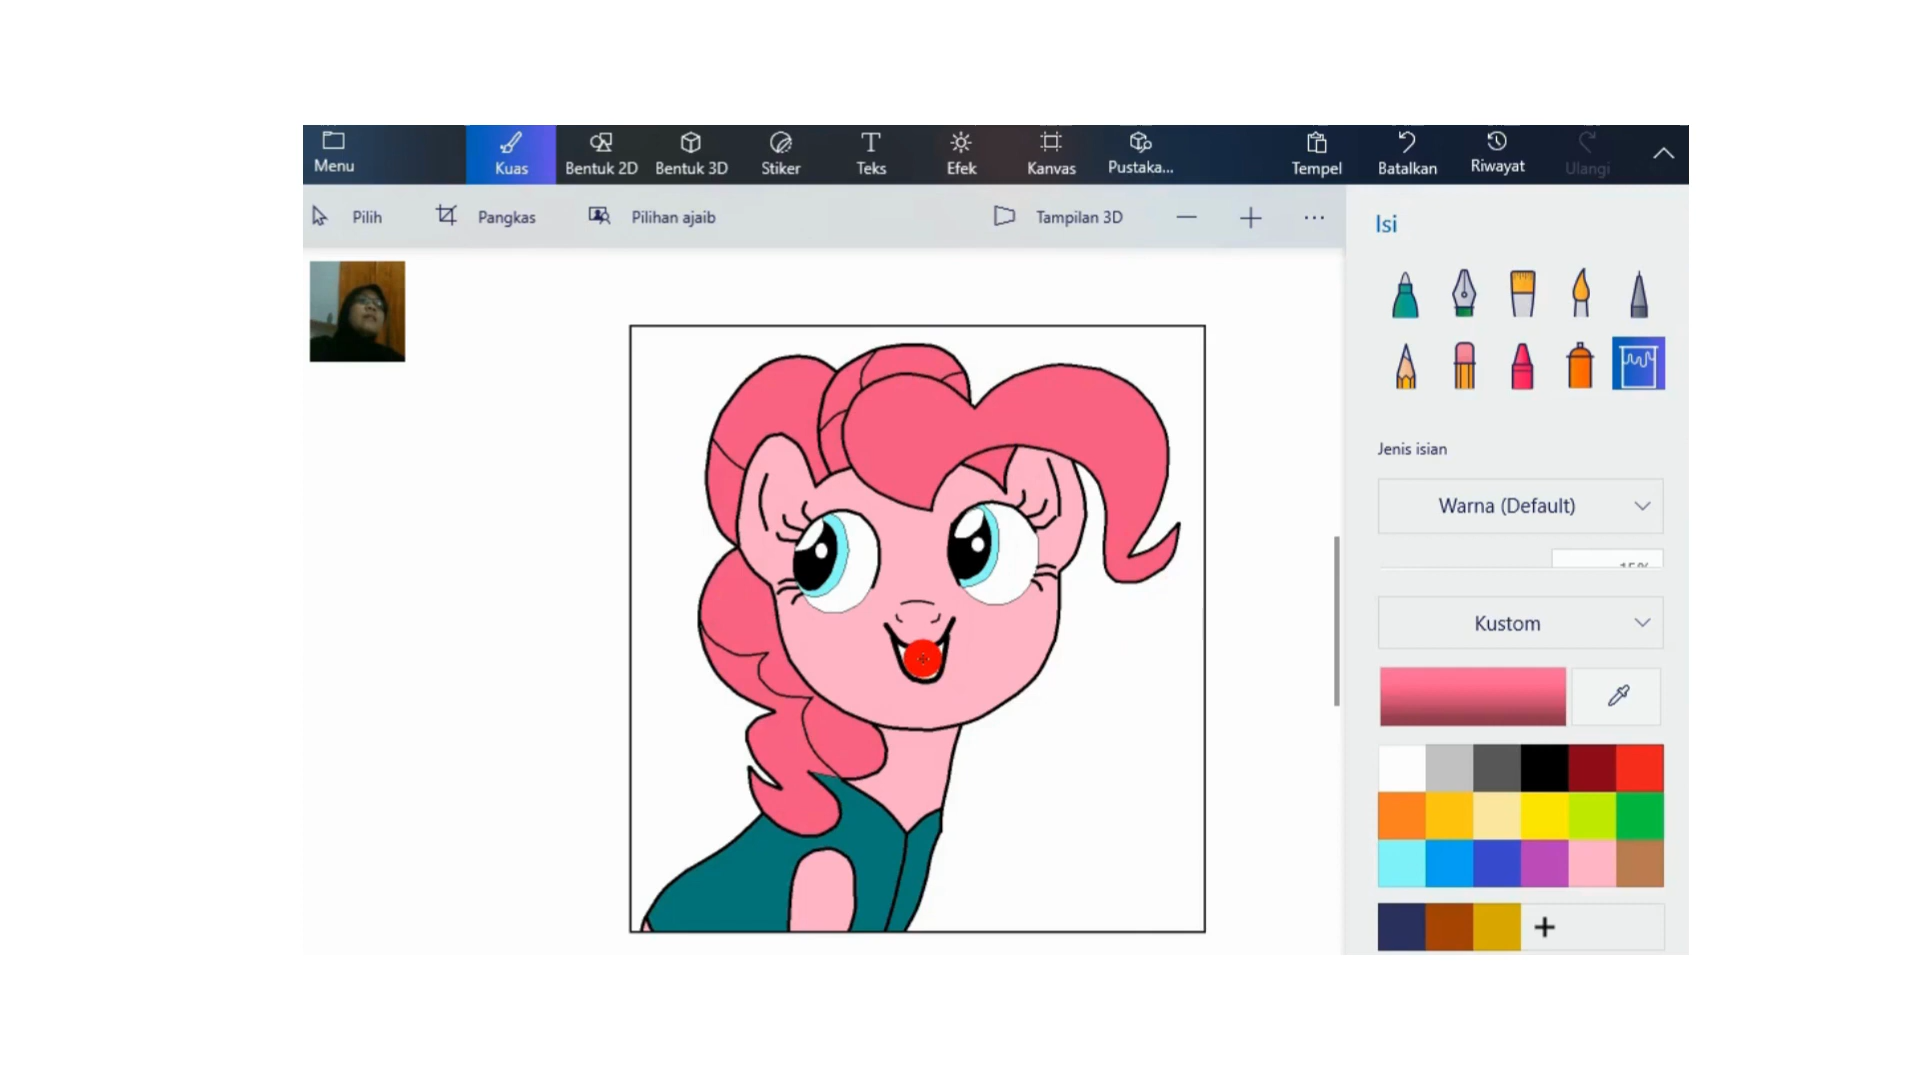 Menu
Kuas
Bentuk 2D
Bentuk 3D
Stiker
Teks
Efek
Kanvas
Pustaka...
Tempel
Batalkan
Riwayat
Ulangi
Pilih
Pangkas
Pilihan ajaib
Tampilan 3D
Isi
Jenis isian
Warna (Default)
Kustom